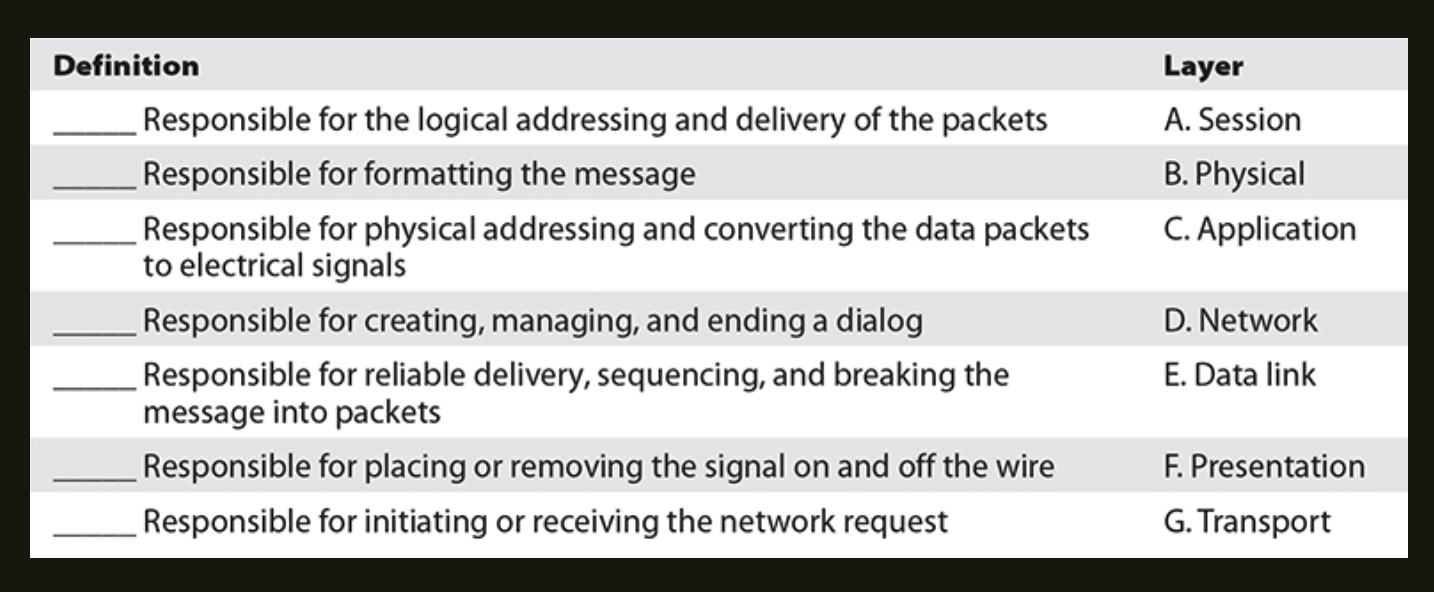 Definition Layer
_____ Responsible for the logical addressing and delivery of the packets A. Session
_____ Responsible for formatting the message B. Physical
_____ Responsible for physical addressing and converting the data packets C. Application
to electrical signals
_____ Responsible for creating, managing, and ending a dialog D. Network
_____ Responsible for reliable delivery, sequencing, and breaking the E. Data link
message into packets
_____ Responsible for placing or removing the signal on and off the wire F. Presentation
_____ Responsible for initiating or receiving the network request G. Transport